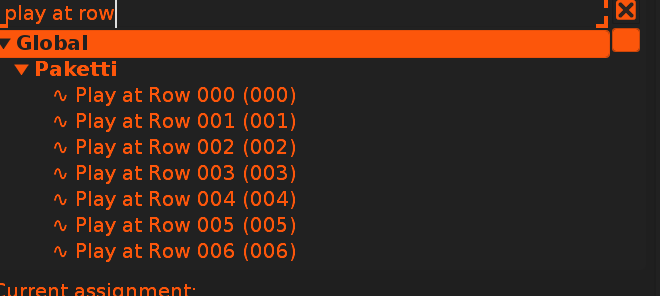 play at row
Global
Paketti
Play at Row 000 (000)
Play at Row 001 (001)
Play at Row 002 (002)
Play at Row 003 (003)
Play at Row 004 (004)
Play at Row 005 (005)
Play at Row 006 (006)
Current assignment: